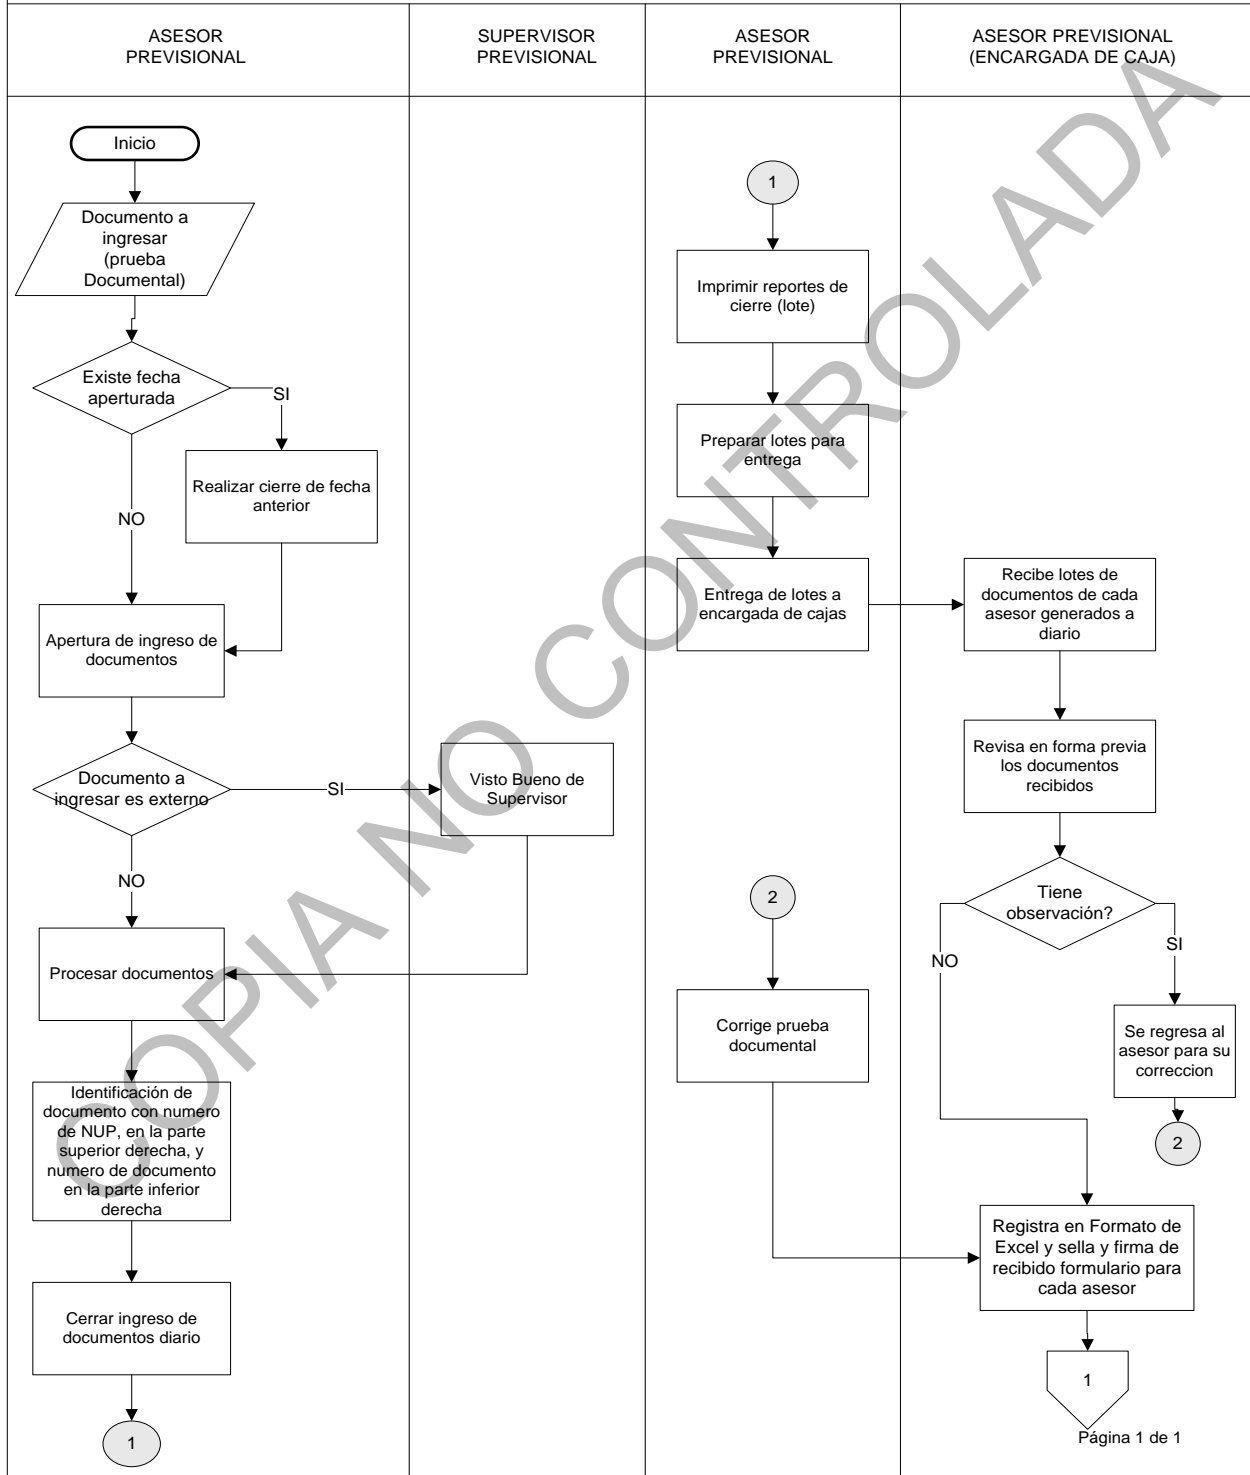 ASESOR
PREVISIONAL
SUPERVISOR
PREVISIONAL
ASESOR
PREVISIONAL
ASESOR PREVISIONAL
(ENCARGADA DE CAJA)
Inicio
Documento a
ingresar
(prueba
Documental)
Existe fecha
aperturada
SI
Realizar cierre de fecha
anterior
NO
Apertura de ingreso de
documentos
Documento a
ingresar es externo
SI
Visto Bueno de
Supervisor
NO
Procesar documentos
Identificación de
documento con numero
de NUP, en la parte
superior derecha, y
numero de documento
en la parte inferior
derecha
Cerrar ingreso de
documentos diario
1
1
Imprimir reportes de
cierre (lote)
Preparar lotes para
entrega
Entrega de lotes a
encargada de cajas
Recibe lotes de
documentos de cada
asesor generados a
diario
Revisa en forma previa
los documentos
recibidos
Tiene
observación?
SI
NO
Se regresa al
asesor para su
correccion
2
2
Corrige prueba
documental
Registra en Formato de
Excel y sella y firma de
recibido formulario para
cada asesor
1
Página 1 de 1
COPIA NO CONTROLADA